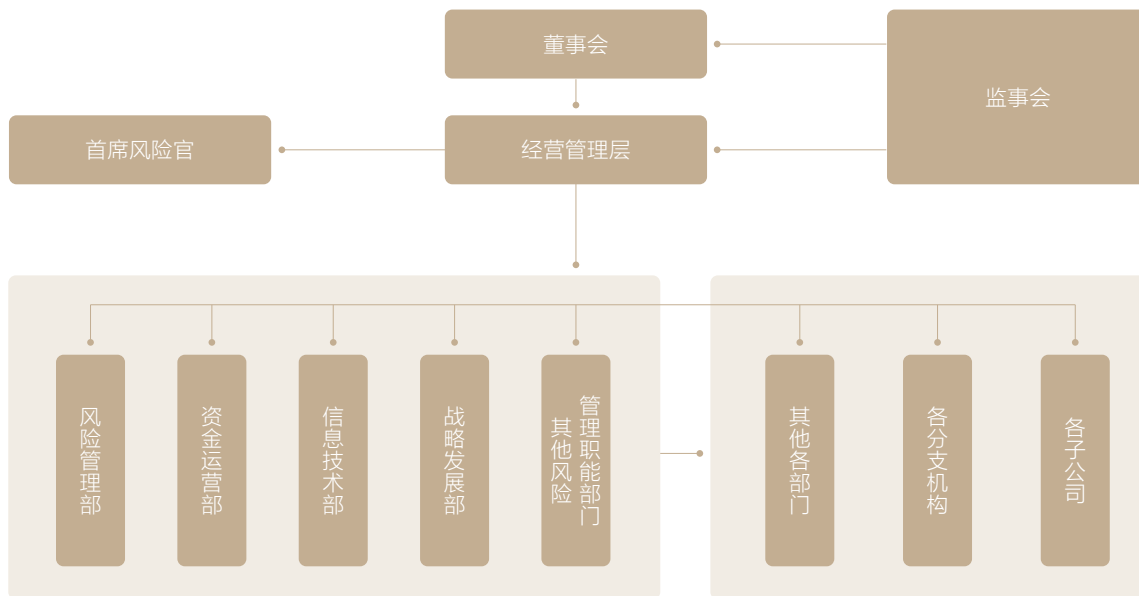 董事会
监事会
首席风险官
经营管理层
风险管理部
资金运营部
信息技术部
战略发展部
其他风险
管理职能部门
其他各部门
各分支机构
各子公司